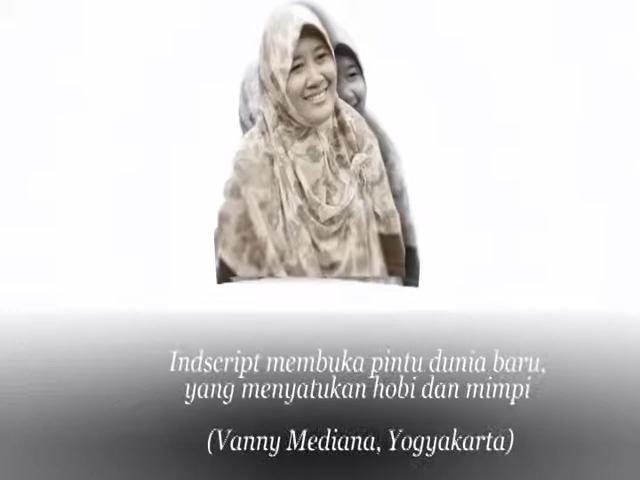 Indscript membuka pintu dunia baru,
yang menyatukan hobi dan mimpi
(Vanny Mediana, Yogyakarta)